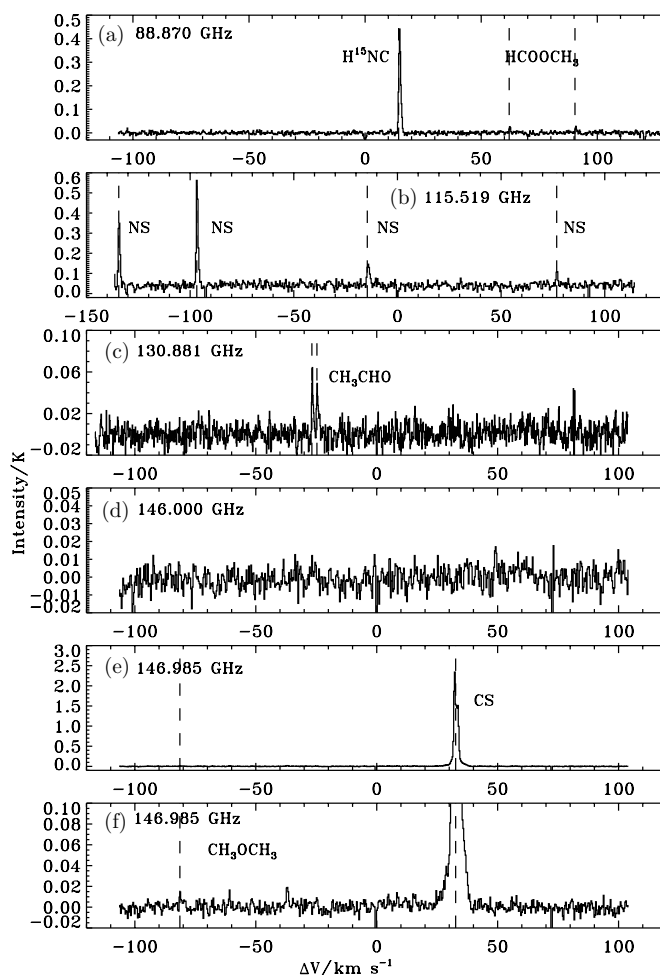 (a) 88.870 GHz
0.5
0.4
0.3
0.2
0.1
0.0
H¹⁵NC
HCOOCH₃
−100 −50 0 50 100
(b) 115.519 GHz
0.6
0.5
0.4
0.3
0.2
0.1
0.0
NS NS NS NS
−150 −100 −50 0 50 100
(c) 130.881 GHz
0.10
0.06
0.02
−0.02
CH₃CHO
−100 −50 0 50 100
Intensity/K
(d) 146.000 GHz
0.05
0.04
0.03
0.02
0.01
0.00
−0.01
−0.02
−100 −50 0 50 100
(e) 146.985 GHz
3.0
2.5
2.0
1.5
1.0
0.5
0.0
CS
−100 −50 0 50 100
(f) 146.985 GHz
0.10
0.08
0.06
0.04
0.02
0.00
−0.02
CH₃OCH₃
−100 −50 0 50 100
ΔV/km s⁻¹